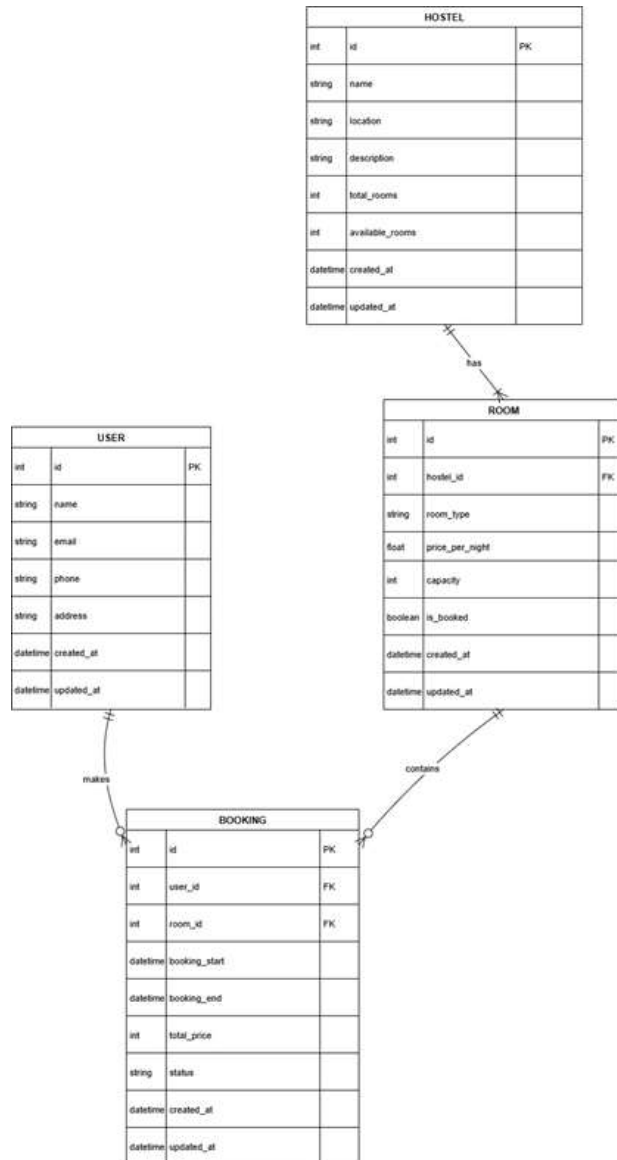 HOSTEL
int id PK
string name
string location
string description
int total_rooms
int available_rooms
datetime created_at
datetime updated_at
has
ROOM
int id PK
int hostel_id FK
string room_type
float price_per_night
int capacity
boolean is_booked
datetime created_at
datetime updated_at
USER
int id PK
string name
string email
string phone
string address
datetime created_at
datetime updated_at
makes
contains
BOOKING
int id PK
int user_id FK
int room_id FK
datetime booking_start
datetime booking_end
int total_price
string status
datetime created_at
datetime updated_at